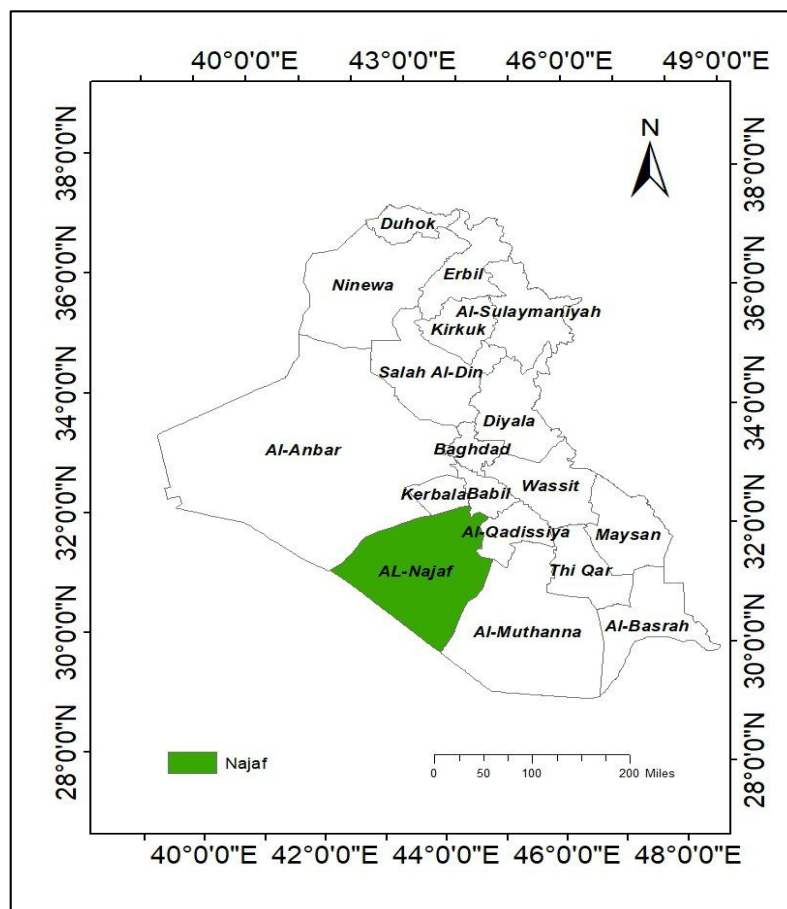 40°0'0"E 43°0'0"E 46°0'0"E 49°0'0"E
N
38°0'0"N
36°0'0"N
34°0'0"N
32°0'0"N
30°0'0"N
28°0'0"N
Duhok
Erbil
Ninewa
Al-Sulaymaniyah
Kirkuk
Salah Al-Din
Diyala
Al-Anbar
Baghdad
Wassit
Kerbala
Babil
Al-Qadissiya
Maysan
AL-Najaf
Thi Qar
Al-Muthanna
Al-Basrah
38°0'0"N
36°0'0"N
34°0'0"N
32°0'0"N
30°0'0"N
28°0'0"N
Najaf
0 50 100 200 Miles
40°0'0"E 42°0'0"E 44°0'0"E 46°0'0"E 48°0'0"E